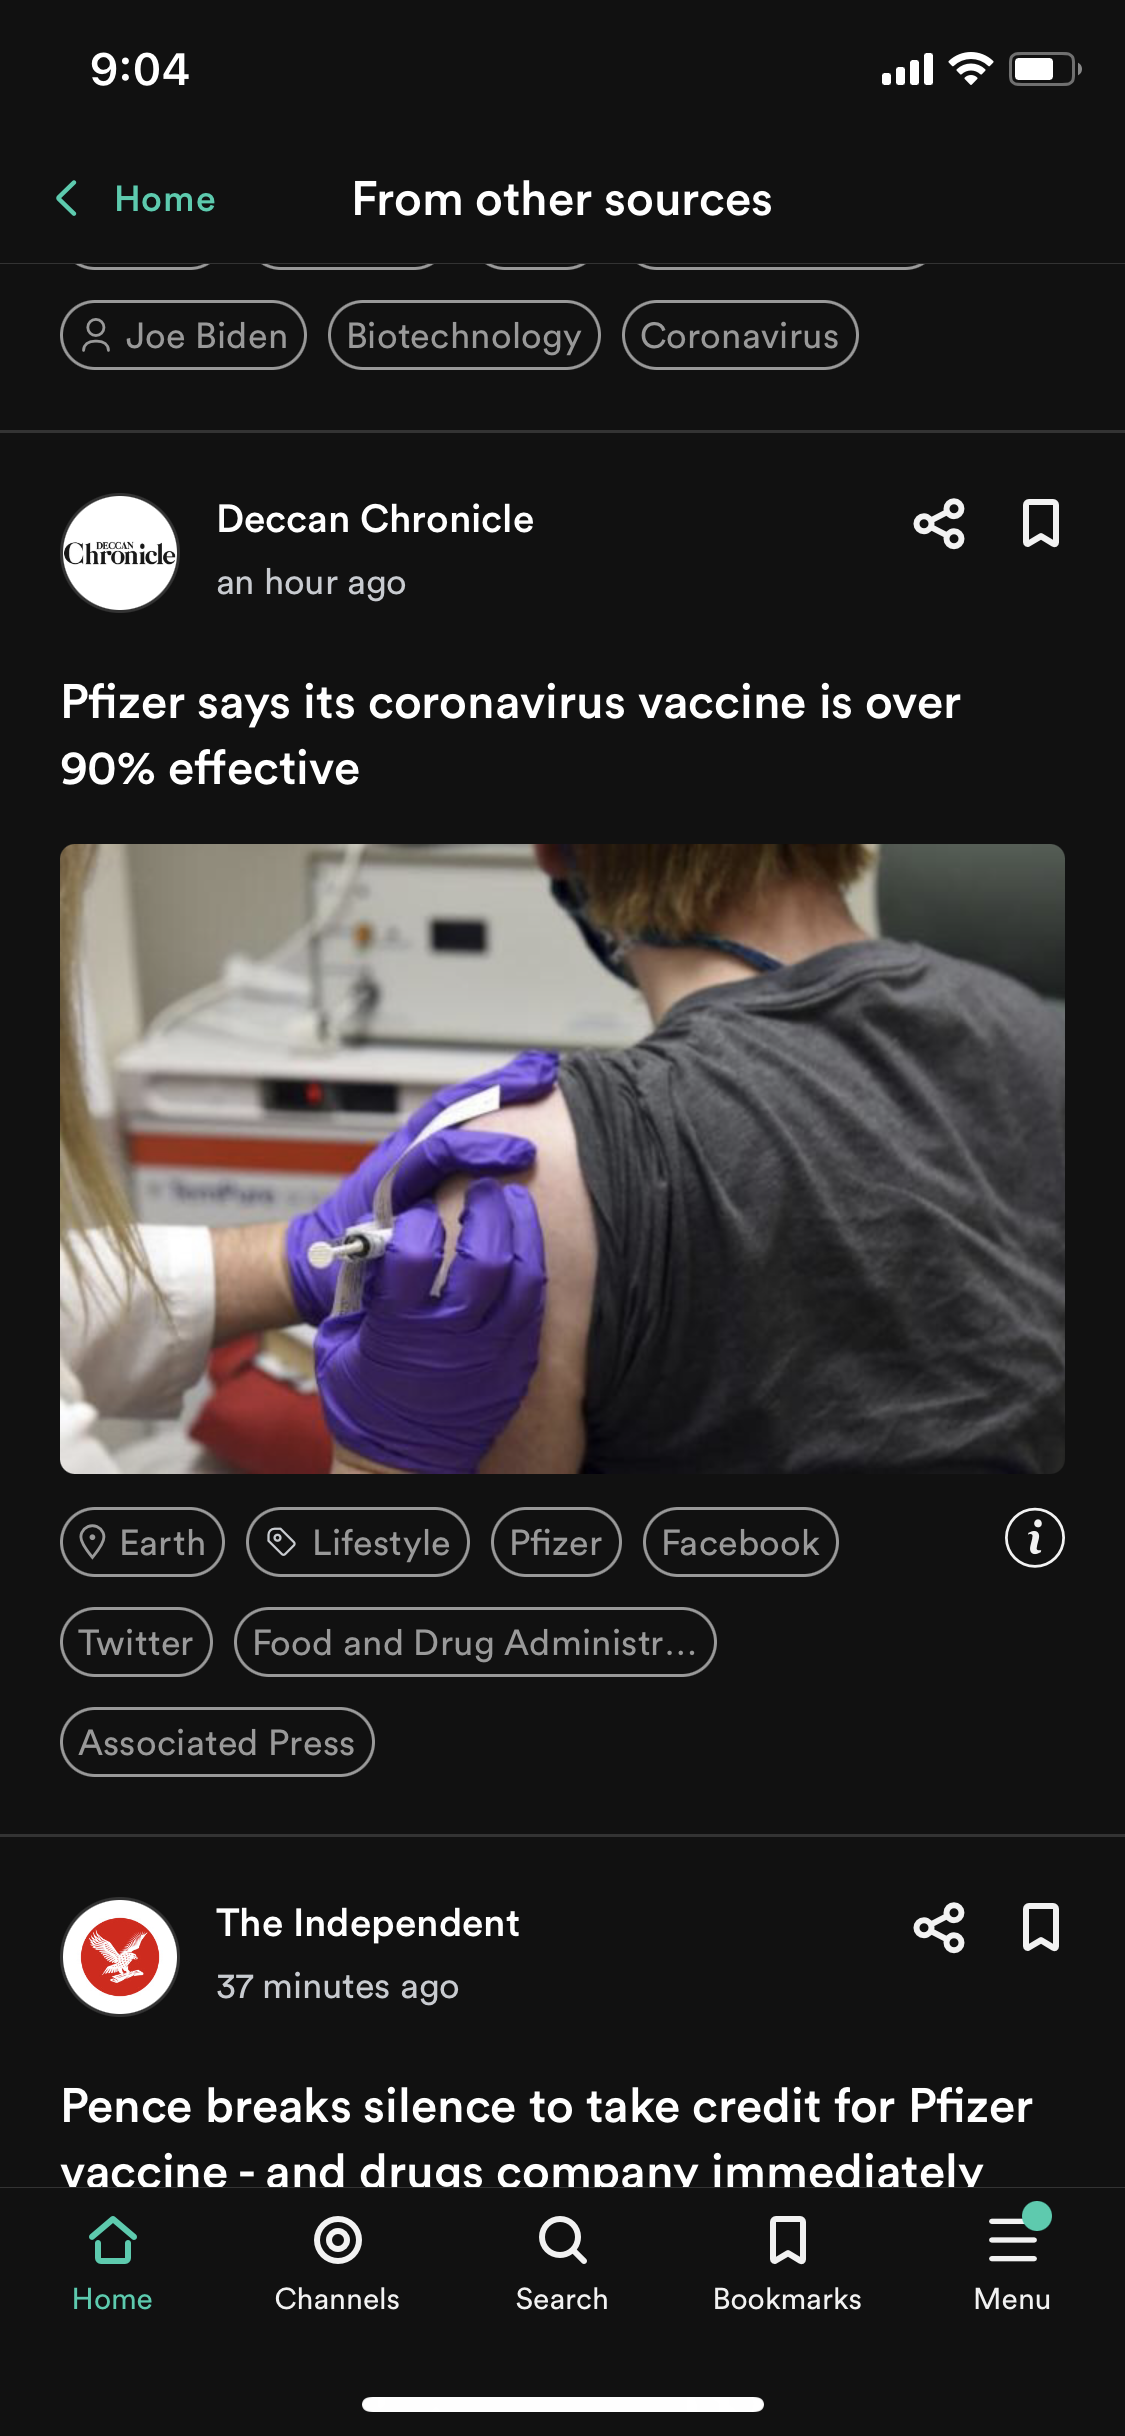 9:04
Home
From other sources
Joe Biden
Biotechnology
Coronavirus
DECCAN
Chronicle
Deccan Chronicle
an hour ago
Pfizer says its coronavirus vaccine is over
90% effective
Earth
Lifestyle
Pfizer
Facebook
i
Twitter
Food and Drug Administr...
Associated Press
The Independent
37 minutes ago
Pence breaks silence to take credit for Pfizer
vaccine - and drugs company immediately
Home
Channels
Search
Bookmarks
Menu